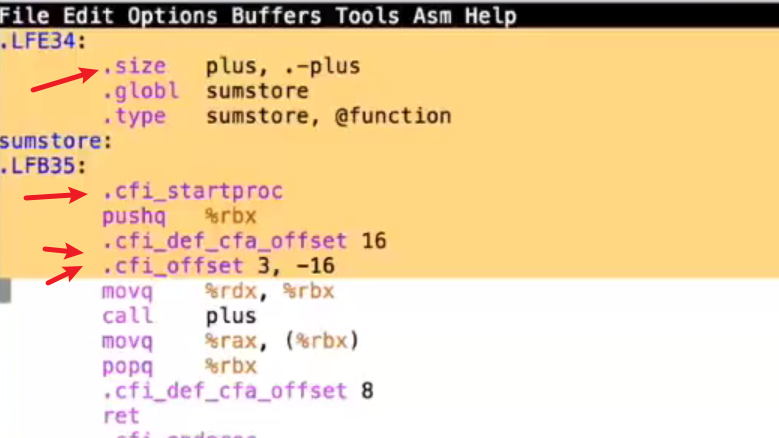 File Edit Options Buffers Tools Asm Help
.LFE34:
.size plus, .-plus
.globl sumstore
.type sumstore, @function
sumstore:
.LFB35:
.cfi_startproc
pushq %rbx
.cfi_def_cfa_offset 16
.cfi_offset 3, -16
movq %rdx, %rbx
call plus
movq %rax, (%rbx)
popq %rbx
.cfi_def_cfa_offset 8
ret